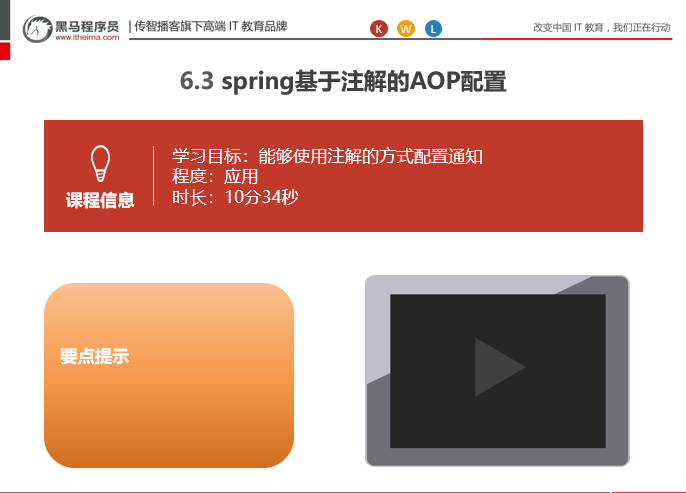 黑马程序员
www.itheima.com
传智播客旗下高端 IT 教育品牌
K W L
改变中国 IT 教育，我们正在行动
6.3 spring基于注解的AOP配置
课程信息
学习目标：能够使用注解的方式配置通知
程度：应用
时长：10分34秒
要点提示